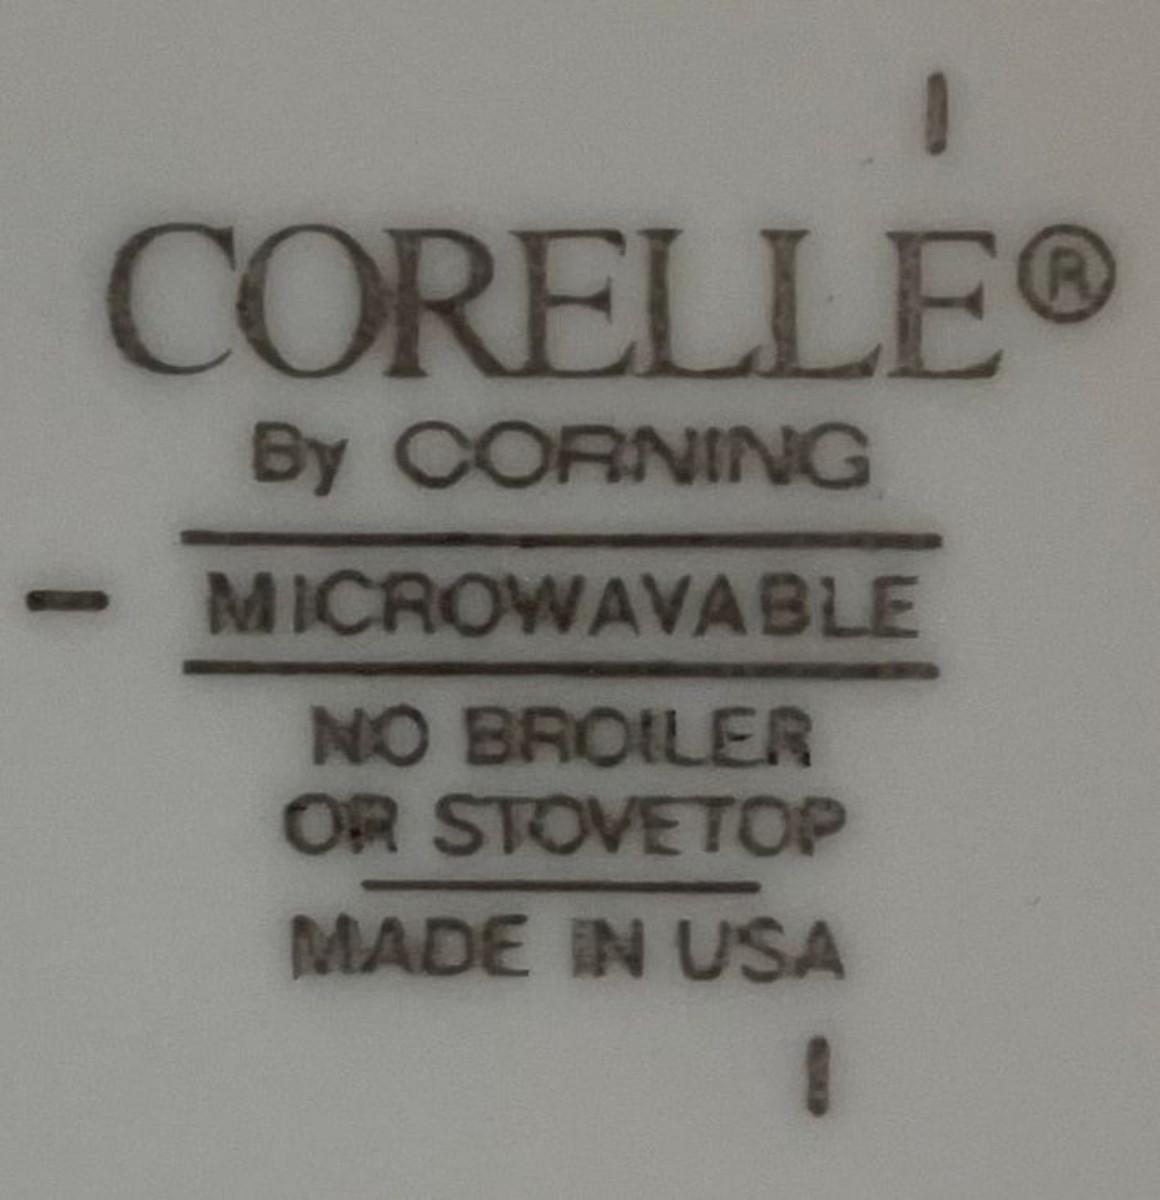 CORELLE®
By CORNING
MICROWAVABLE
NO BROILER
OR STOVETOP
MADE IN USA